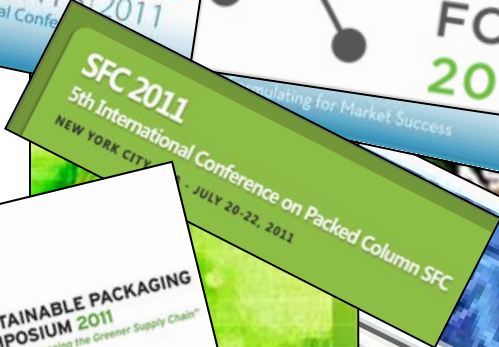 2011
al Confe
FO
20
mulating for Market Success
SFC 2011
5th International Conference on Packed Column SFC
NEW YORK CITY
- JULY 20-22, 2011
TAINABLE PACKAGING
POSIUM 2011
the Greener Supply Chain"